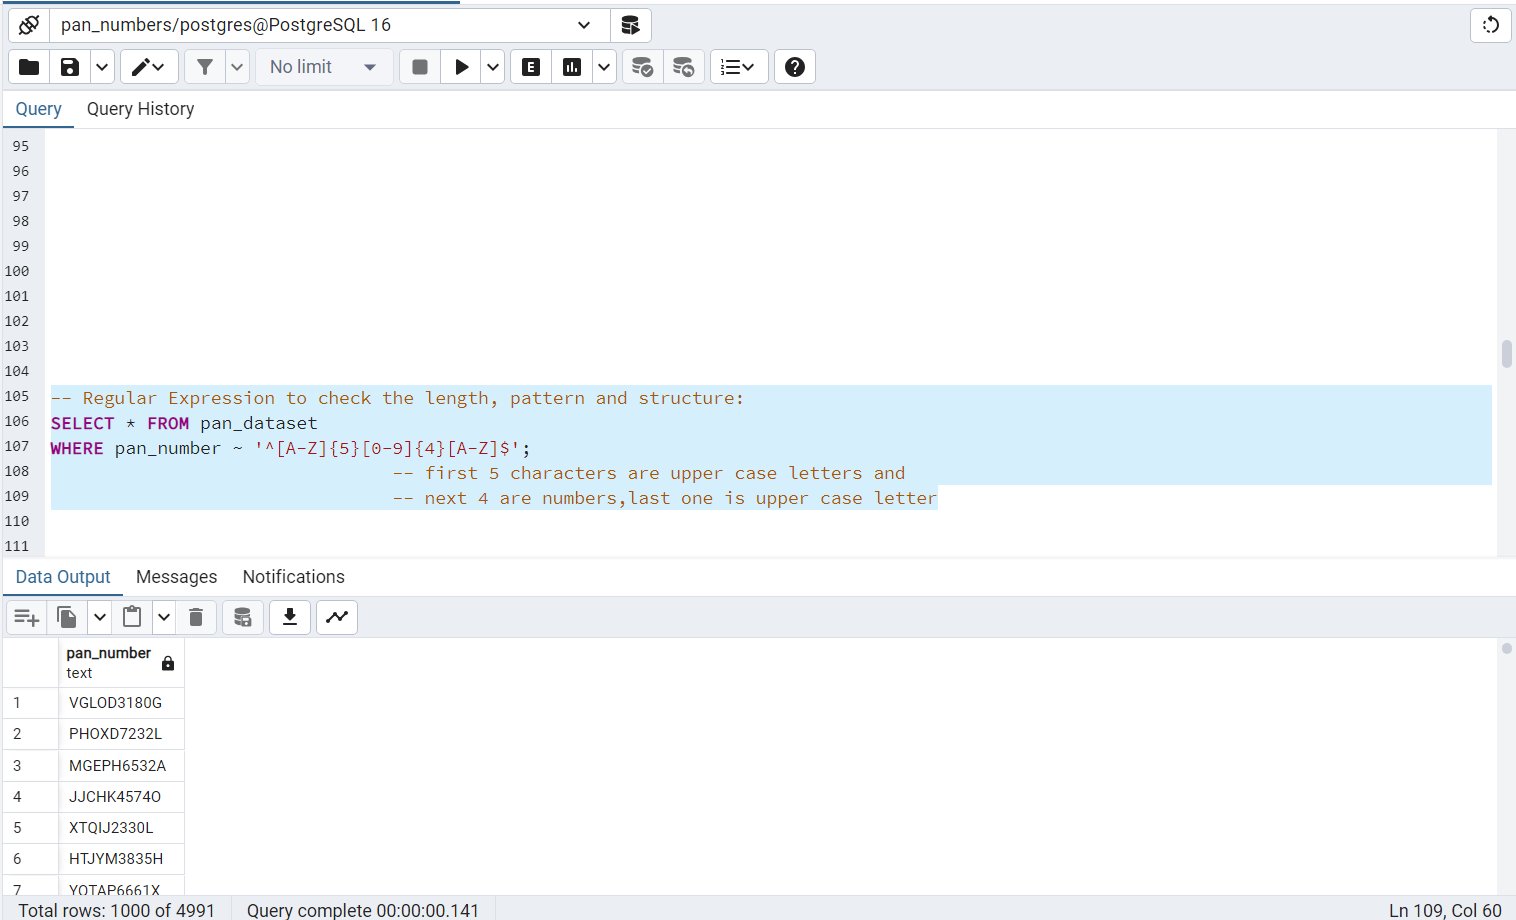 pan_numbers/postgres@PostgreSQL 16
No limit
E
Query Query History
95
96
97
98
99
100
101
102
103
104
105 -- Regular Expression to check the length, pattern and structure:
106 SELECT * FROM pan_dataset
107 WHERE pan_number ~ '^[A-Z]{5}[0-9]{4}[A-Z]$';
108 -- first 5 characters are upper case letters and
109 -- next 4 are numbers,last one is upper case letter
110
111
Data Output Messages Notifications
pan_number
text
1 VGLOD3180G
2 PHOXD7232L
3 MGEPH6532A
4 JJCHK4574O
5 XTQIJ2330L
6 HTJYM3835H
7 YQTAP6661X
Total rows: 1000 of 4991 Query complete 00:00:00.141 Ln 109, Col 60